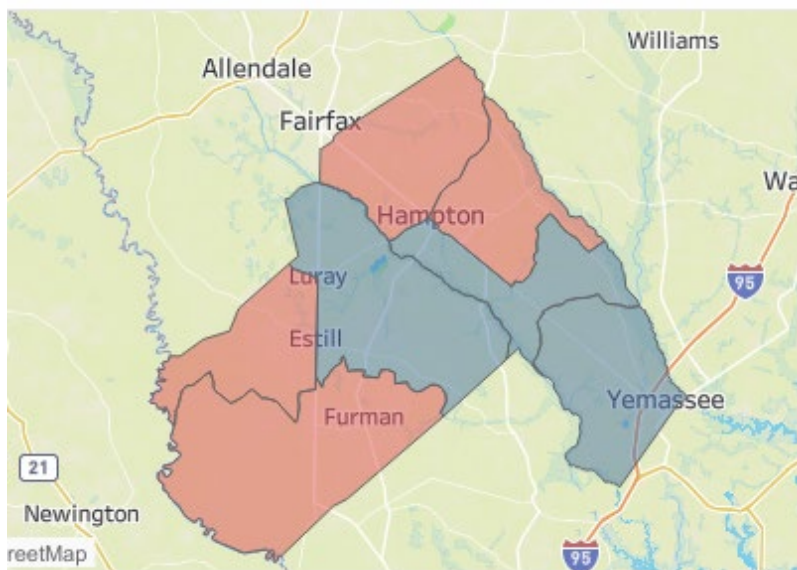 Williams
Allendale
Fairfax
Wa
Hampton
Luray
95
Estill
Yemassee
Furman
21
Newington
reetMap
95